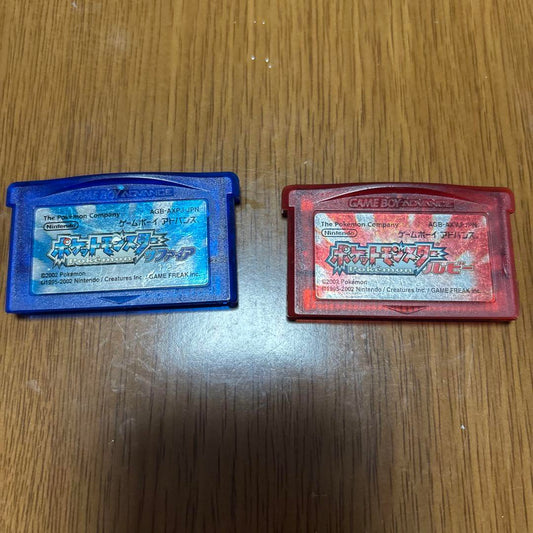 GAME BOY ADVANCE
The Pokémon Company
AGB-AXPJ-JPN
Nintendo
ゲームボーイ アドバンス
ポケットモンスター
サファイア
©2002 Pokémon
©1995-2002 Nintendo / Creatures Inc. / GAME FREAK inc.
GAME BOY ADVANCE
The Pokémon Company
AGB-AXVJ-JPN
Nintendo
ゲームボーイ アドバンス
ポケットモンスター
ルビー
©2002 Pokémon
©1995-2002 Nintendo / Creatures Inc. / GAME FREAK inc.